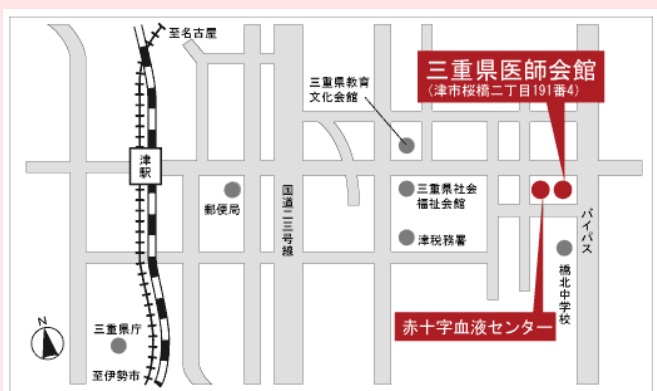 至名古屋
三重県医師会館
(津市桜橋二丁目191番4)
三重県教育
文化会館
津駅
郵便局
国道二三号線
三重県社会
福祉会館
バイパス
津税務署
橋北中学校
赤十字血液センター
N
三重県庁
至伊勢市